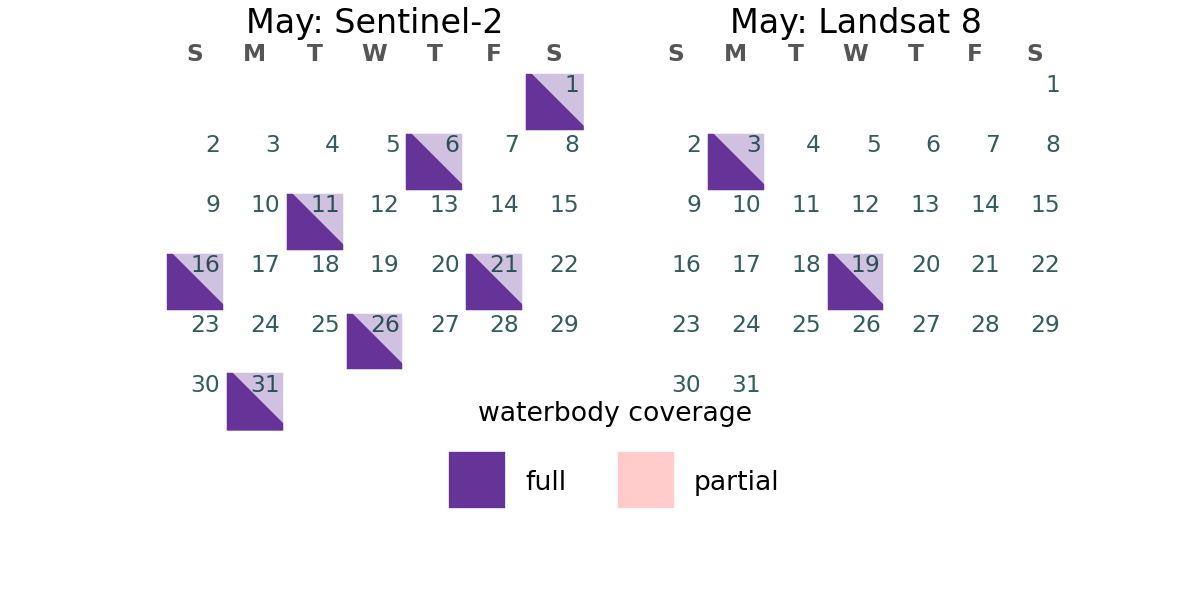 May: Sentinel-2
S M T W T F S
1
2 3 4 5 6 7 8
9 10 11 12 13 14 15
16 17 18 19 20 21 22
23 24 25 26 27 28 29
30 31
May: Landsat 8
S M T W T F S
1
2 3 4 5 6 7 8
9 10 11 12 13 14 15
16 17 18 19 20 21 22
23 24 25 26 27 28 29
30 31
waterbody coverage
full partial